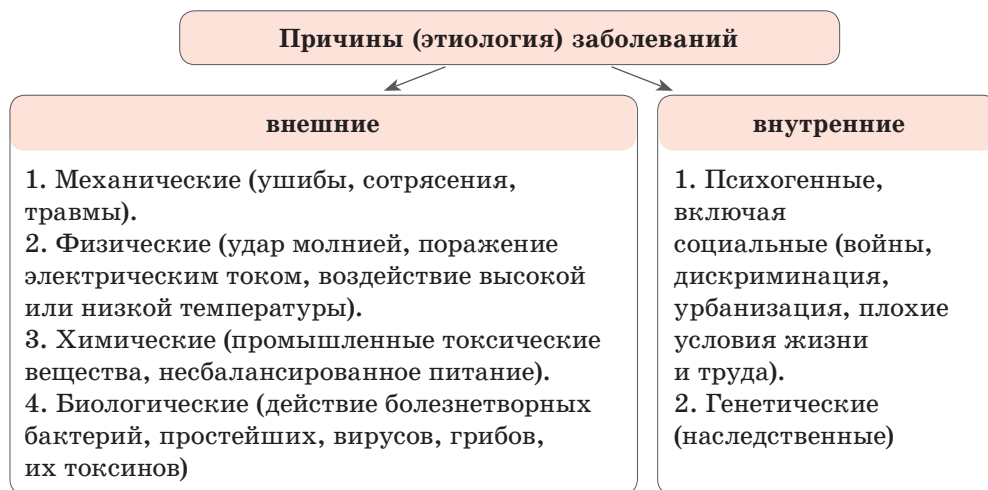 Причины (этиология) заболеваний
внешние
1. Механические (ушибы, сотрясения,
травмы).
2. Физические (удар молнией, поражение
электрическим током, воздействие высокой
или низкой температуры).
3. Химические (промышленные токсические
вещества, несбалансированное питание).
4. Биологические (действие болезнетворных
бактерий, простейших, вирусов, грибов,
их токсинов)
внутренние
1. Психогенные,
включая
социальные (войны,
дискриминация,
урбанизация, плохие
условия жизни
и труда).
2. Генетические
(наследственные)